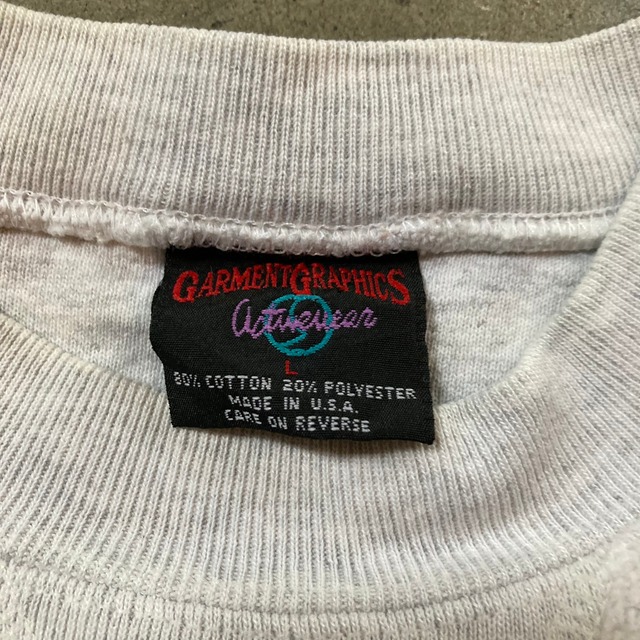 GARMENTGRAPHICS
Activewear
L
80% COTTON 20% POLYESTER
MADE IN U.S.A.
CARE ON REVERSE